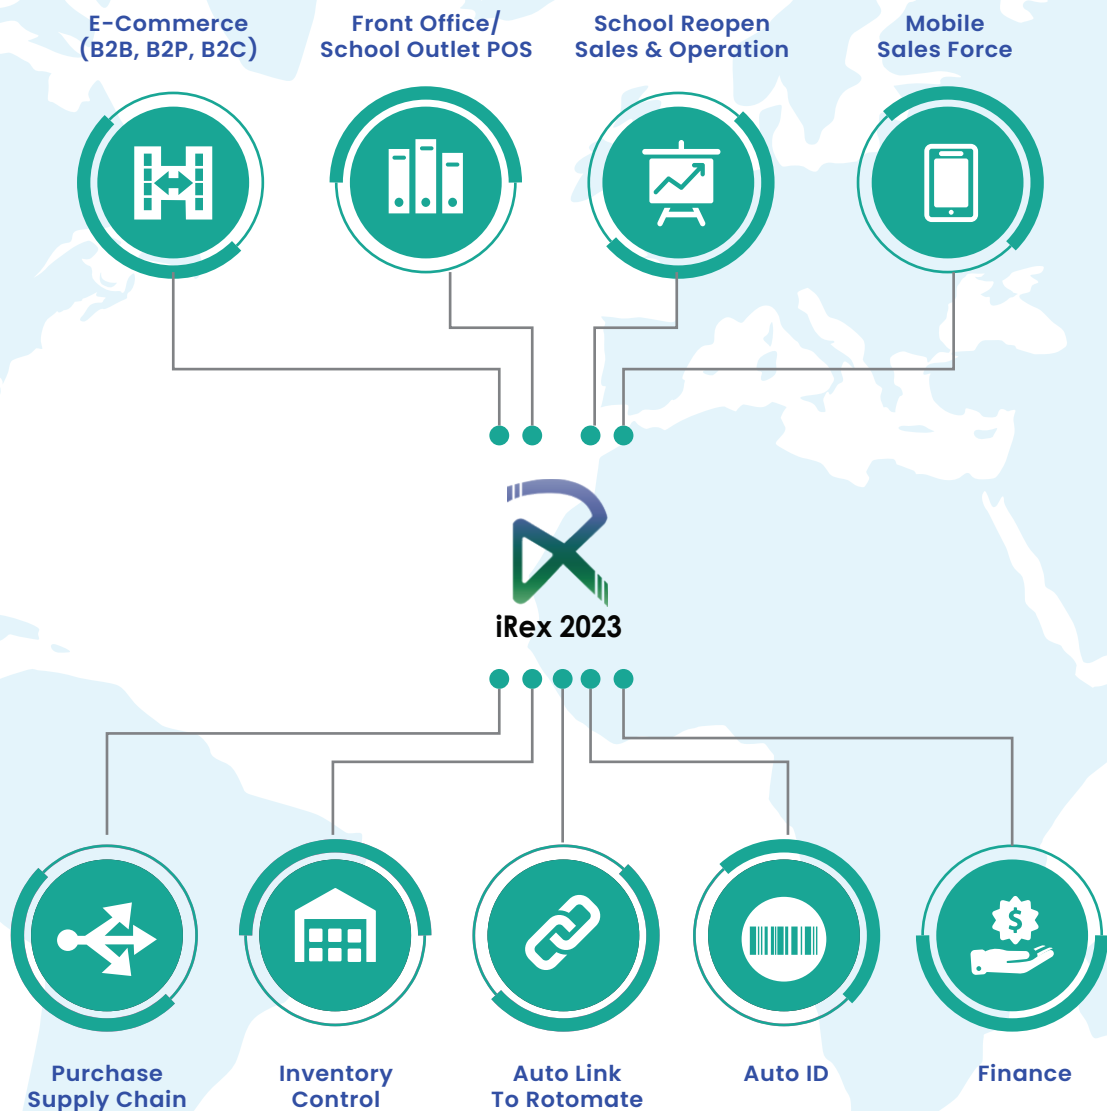 E-Commerce
(B2B, B2P, B2C)
Front Office/
School Outlet POS
School Reopen
Sales & Operation
Mobile
Sales Force
$
iRex 2023
Purchase
Supply Chain
Inventory
Control
Auto Link
To Rotomate
Auto ID
Finance